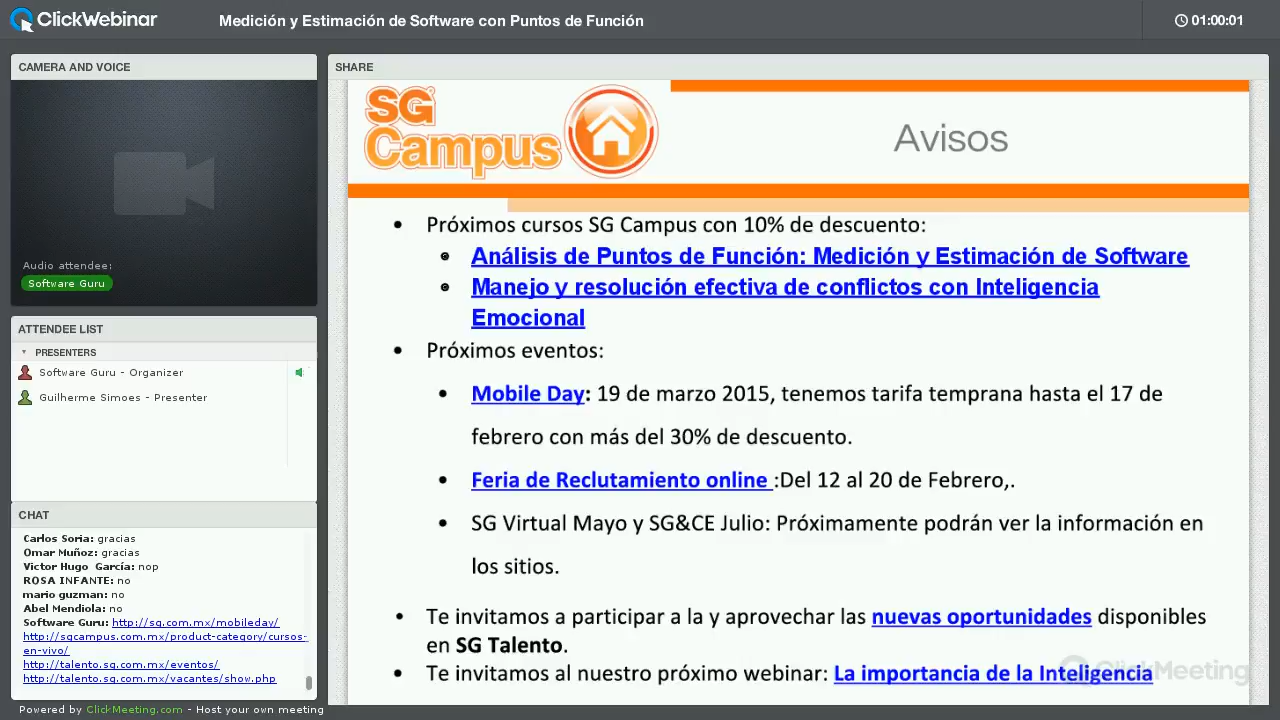 ClickWebinar
Medición y Estimación de Software con Puntos de Función
01:00:01
CAMERA AND VOICE
Audio attendee:
Software Guru
ATTENDEE LIST
PRESENTERS
Software Guru - Organizer
Guilherme Simoes - Presenter
CHAT
Carlos Soria: gracias
Omar Muñoz: gracias
Victor Hugo García: nop
ROSA INFANTE: no
mario guzman: no
Abel Mendiola: no
Software Guru: http://sg.com.mx/mobileday/
http://sgcampus.com.mx/product-category/cursos-
en-vivo/
http://talento.sg.com.mx/eventos/
http://talento.sg.com.mx/vacantes/show.php
Powered by ClickMeeting.com - Host your own meeting
SHARE
SG
Campus
Avisos
• Próximos cursos SG Campus con 10% de descuento:
• Análisis de Puntos de Función: Medición y Estimación de Software
• Manejo y resolución efectiva de conflictos con Inteligencia
Emocional
• Próximos eventos:
• Mobile Day: 19 de marzo 2015, tenemos tarifa temprana hasta el 17 de
febrero con más del 30% de descuento.
• Feria de Reclutamiento online :Del 12 al 20 de Febrero,.
• SG Virtual Mayo y SG&CE Julio: Próximamente podrán ver la información en
los sitios.
• Te invitamos a participar a la y aprovechar las nuevas oportunidades disponibles
en SG Talento.
• Te invitamos al nuestro próximo webinar: La importancia de la Inteligencia
ClickMeeting